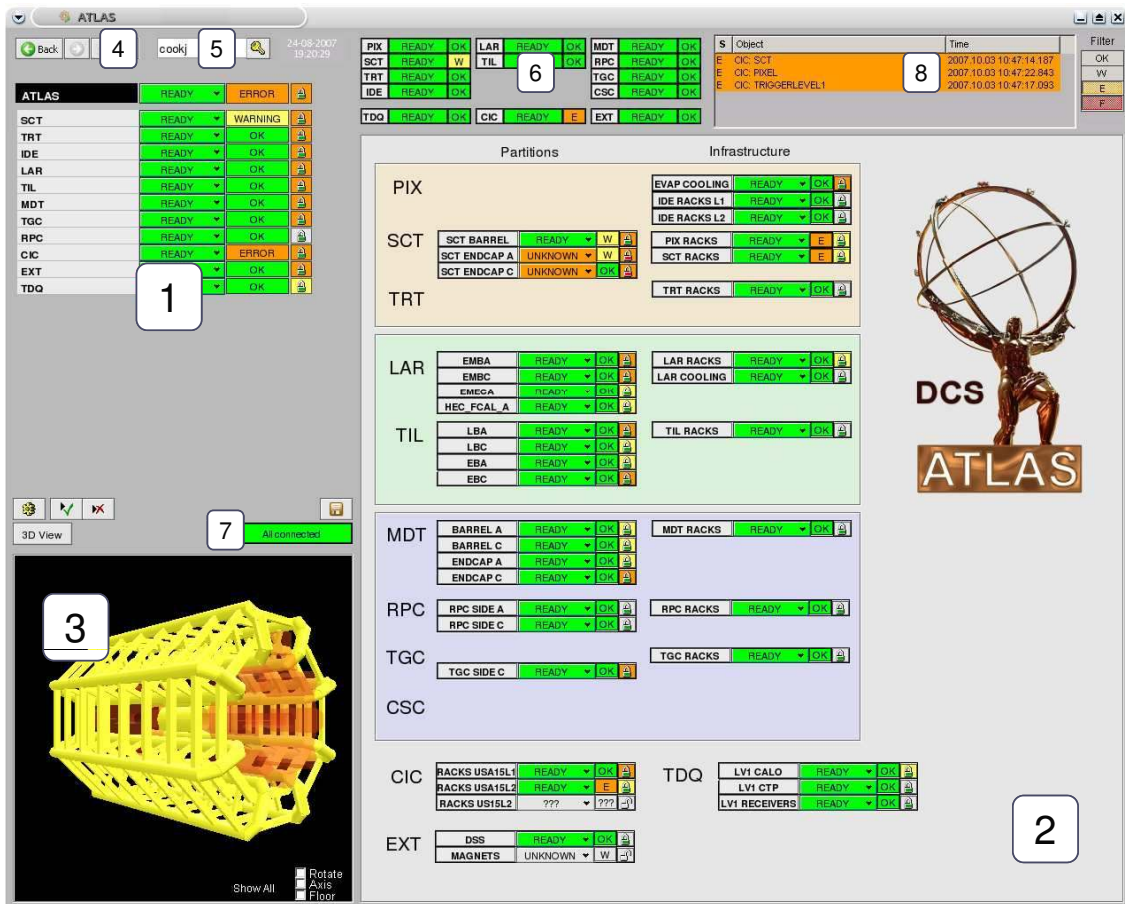 ATLAS
Back 4 cookj 5 24-08-2007 19:20:29
ATLAS READY ERROR
SCT READY WARNING
TRT READY OK
IDE READY OK
LAR READY OK
TIL READY OK
MDT READY OK
TGC READY OK
RPC READY OK
CIC READY ERROR
EXT OK
TDQ OK
1
3D View 7 All connected
3
Show All
Rotate
Axis
Floor
PIX READY OK LAR READY OK MDT READY OK
SCT READY W TIL 6 OK RPC READY OK
TRT READY OK TGC READY OK
IDE READY OK CSC READY OK
TDQ READY OK CIC READY E EXT READY OK
S Object Time
E CIC: SCT 2007.10.03 10:47:14.187
E CIC: PIXEL 2007.10.03 10:47:22.843
E CIC: TRIGGERLEVEL1 2007.10.03 10:47:17.093
8
Filter
OK
W
E
F
Partitions Infrastructure
PIX
EVAP COOLING READY OK
IDE RACKS L1 READY OK
IDE RACKS L2 READY OK
SCT
SCT BARREL READY W PIX RACKS READY E
SCT ENDCAP A UNKNOWN W SCT RACKS READY E
SCT ENDCAP C UNKNOWN OK
TRT
TRT RACKS READY OK
LAR
EMBA READY OK LAR RACKS READY OK
EMBC READY OK LAR COOLING READY OK
EMECA READY OK
HEC_FCAL_A READY OK
TIL
LBA READY OK TIL RACKS READY OK
LBC READY OK
EBA READY OK
EBC READY OK
MDT
BARREL A READY OK MDT RACKS READY OK
BARREL C READY OK
ENDCAP A READY OK
ENDCAP C READY OK
RPC
RPC SIDE A READY OK RPC RACKS READY OK
RPC SIDE C READY OK
TGC
TGC RACKS READY OK
TGC SIDE C READY OK
CSC
CIC
RACKS USA15L1 READY OK
RACKS USA15L2 READY E
RACKS US15L2 ??? ???
TDQ
LV1 CALO READY OK
LV1 CTP READY OK
LV1 RECEIVERS READY OK
EXT
DSS READY OK
MAGNETS UNKNOWN W
2
DCS
ATLAS